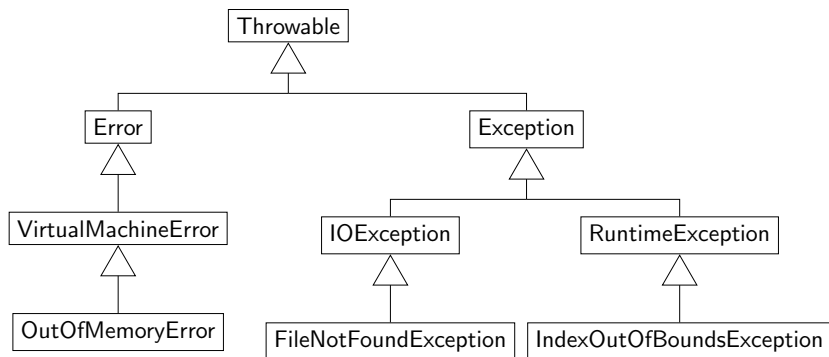 Throwable
Error
Exception
VirtualMachineError
IOException
RuntimeException
OutOfMemoryError
FileNotFoundException
IndexOutOfBoundsException